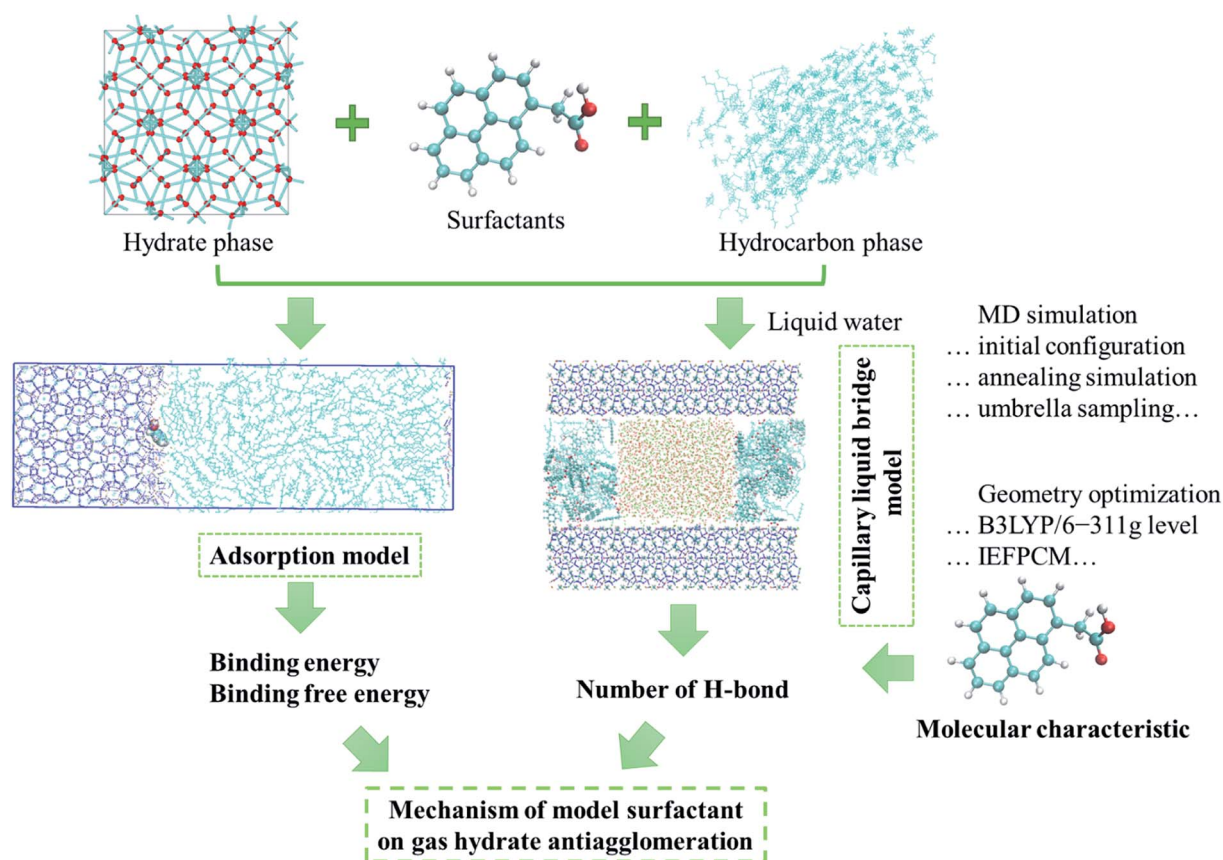 Hydrate phase
Surfactants
Hydrocarbon phase
Liquid water
MD simulation
… initial configuration
… annealing simulation
… umbrella sampling…
Capillary liquid bridge
model
Geometry optimization
… B3LYP/6−311g level
… IEFPCM…
Adsorption model
Binding energy
Binding free energy
Number of H-bond
Molecular characteristic
Mechanism of model surfactant
on gas hydrate antiagglomeration